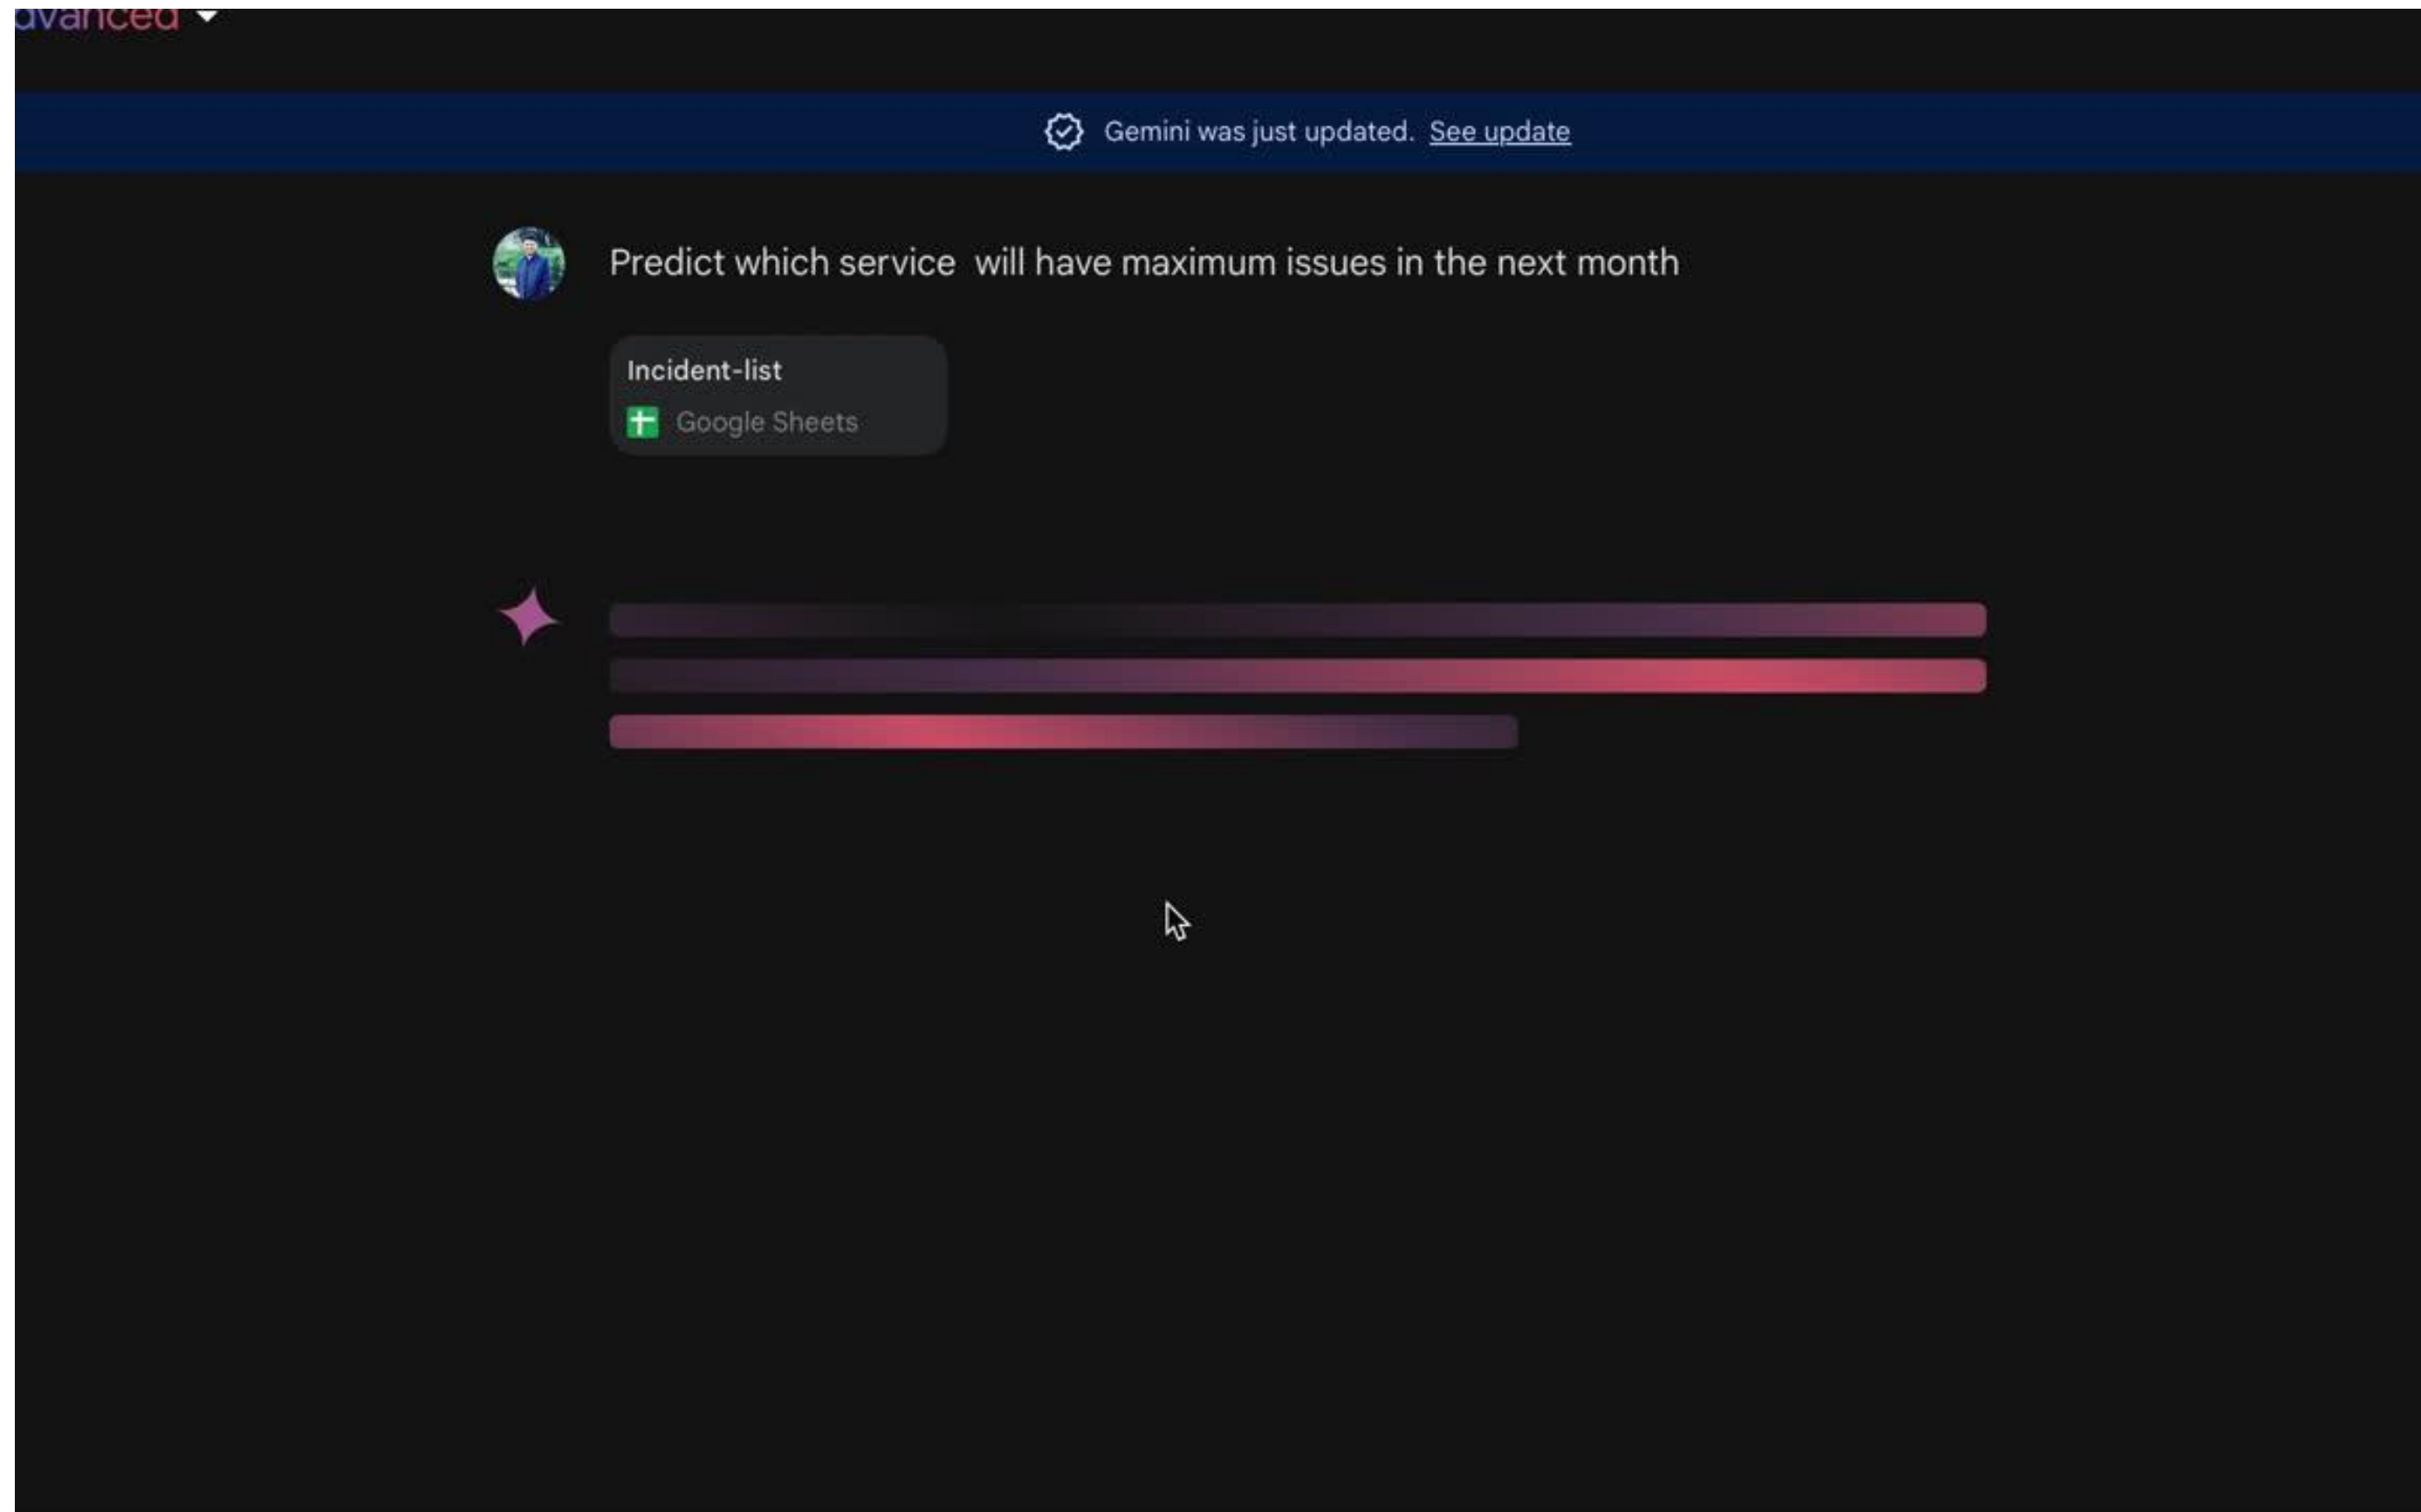 Advanced
Gemini was just updated. See update
Predict which service  will have maximum issues in the next month
Incident-list
Google Sheets